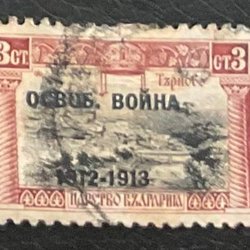 3 СТ. СТ 3
Търново
ОСВОБ. ВОЙНА
1912-1913
ЦАРСТВО БЪЛГАРИЯ